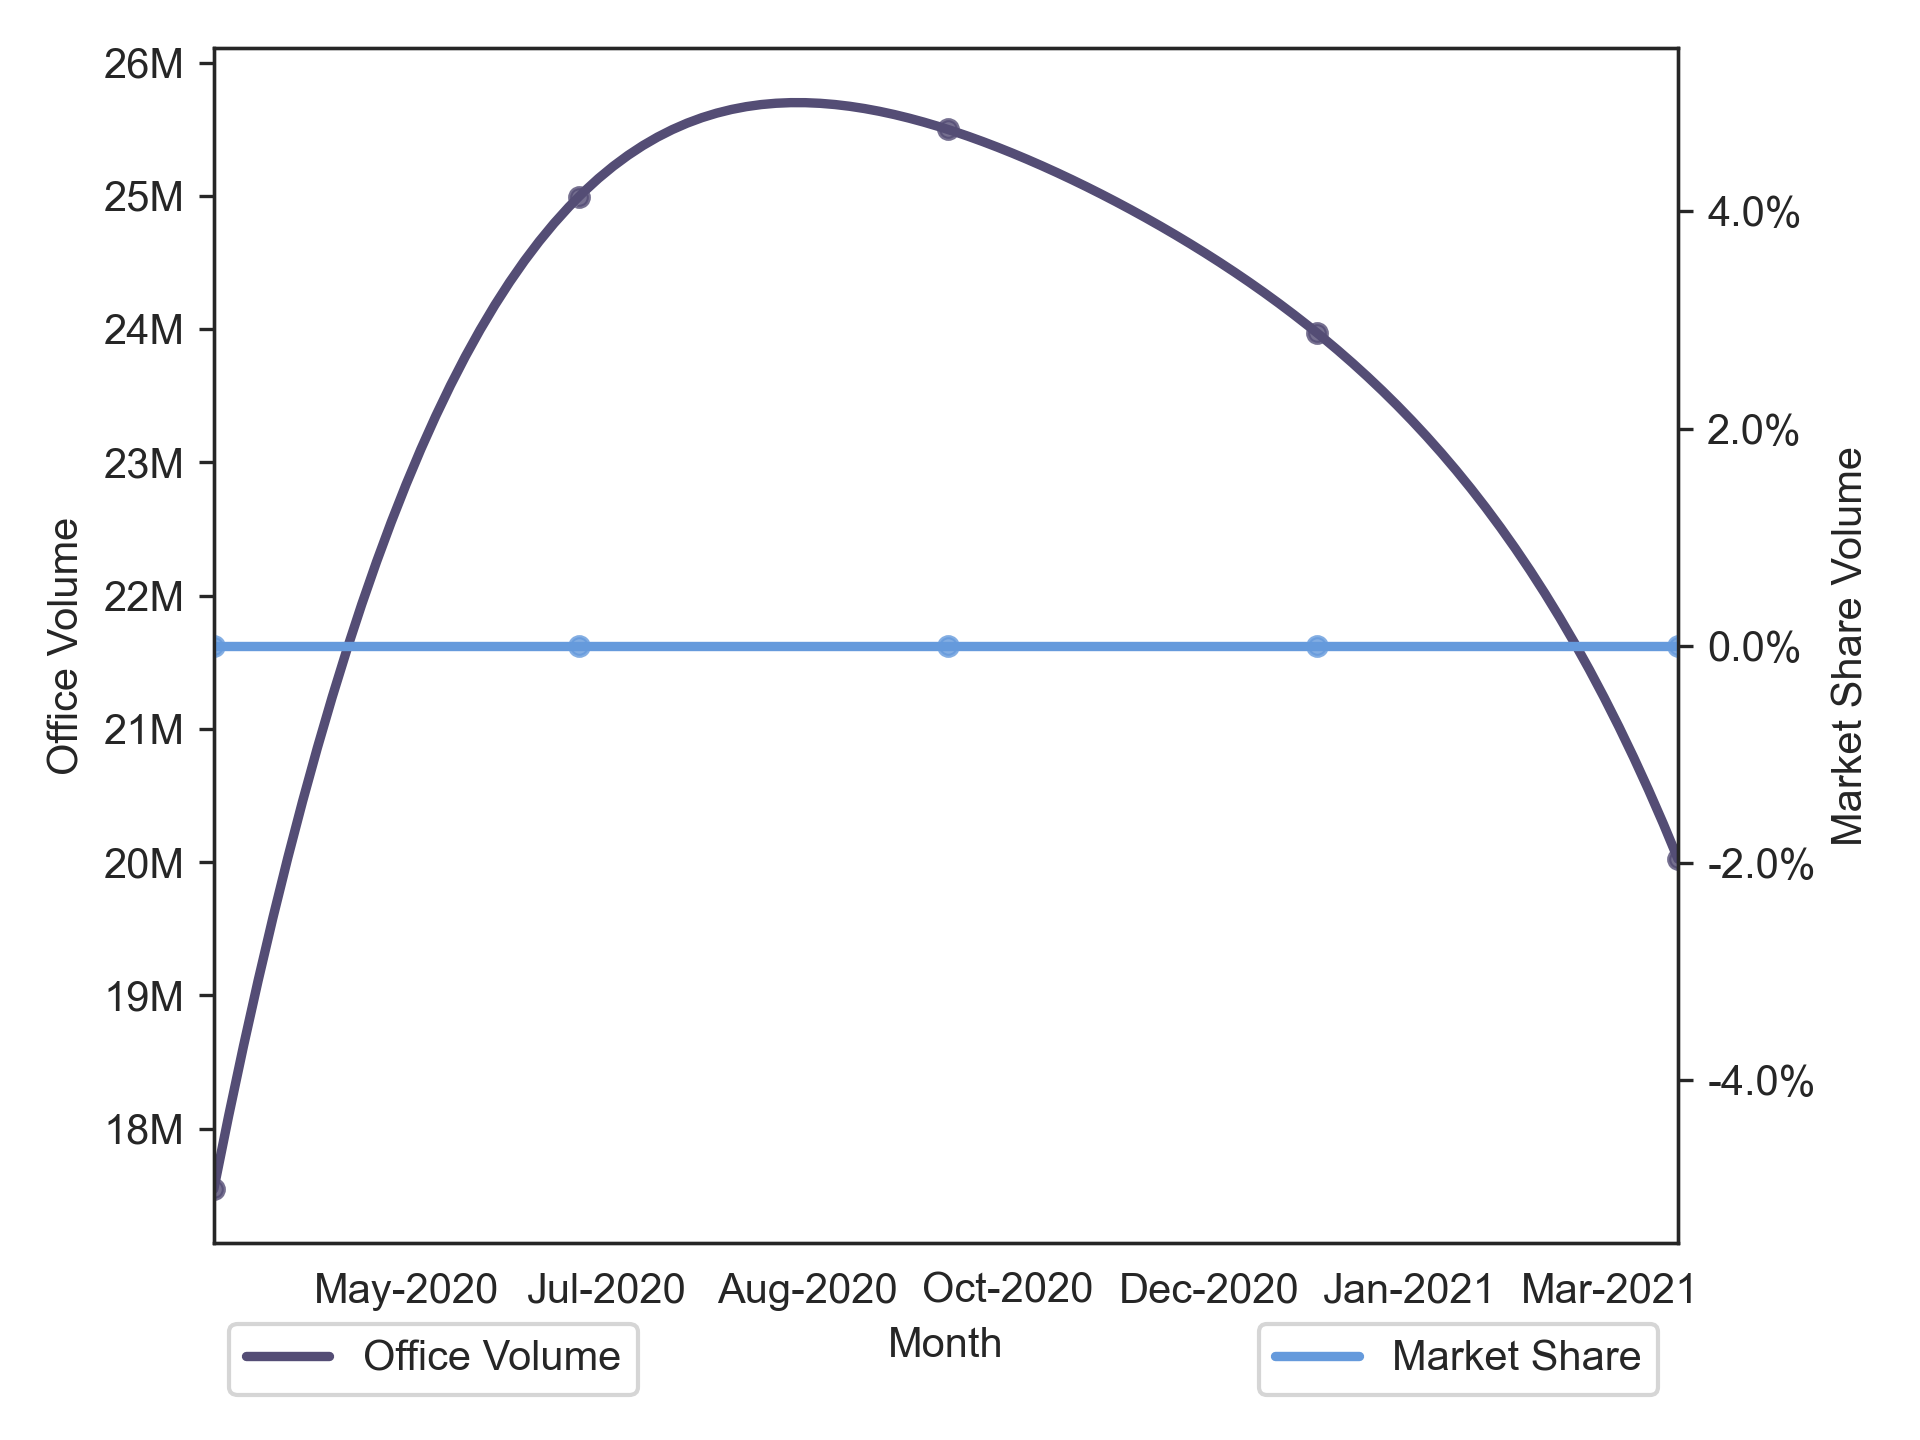 26M
25M
24M
23M
22M
21M
20M
19M
18M
Office Volume
4.0%
2.0%
0.0%
-2.0%
-4.0%
Market Share Volume
May-2020 Jul-2020 Aug-2020 Oct-2020 Dec-2020 Jan-2021 Mar-2021
Month
Office Volume
Market Share